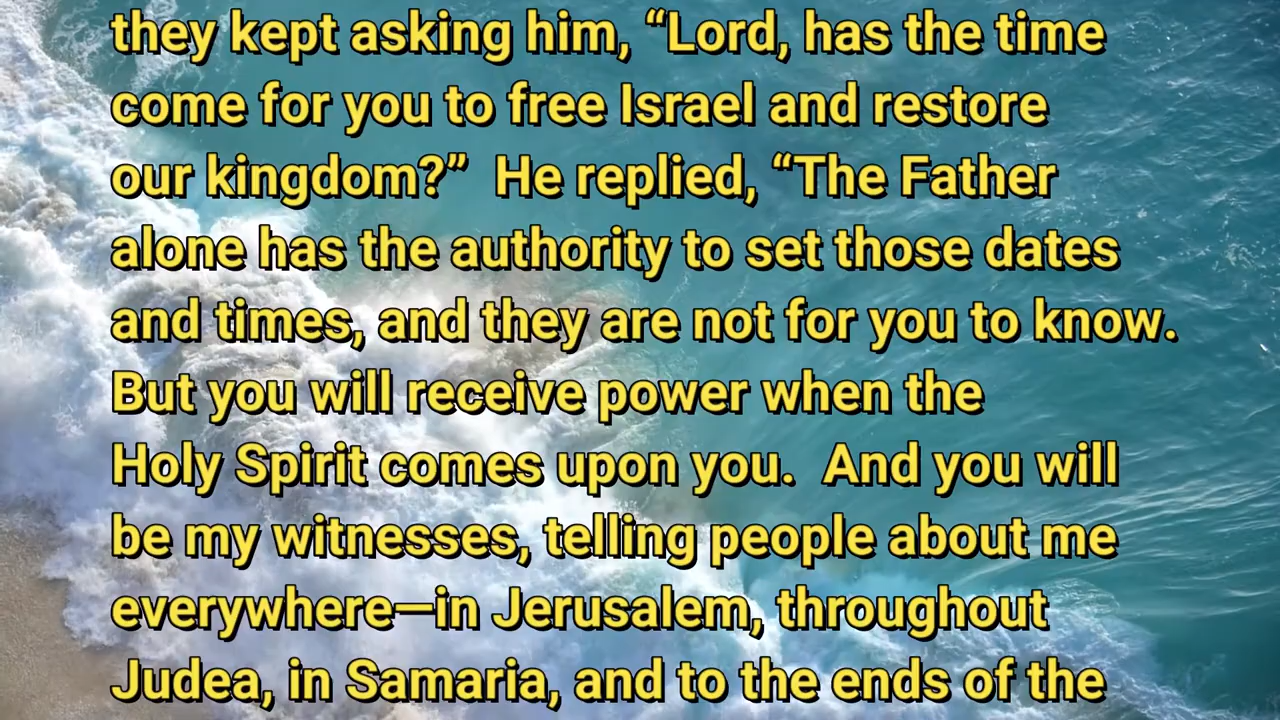 they kept asking him, “Lord, has the time
come for you to free Israel and restore
our kingdom?”  He replied, “The Father
alone has the authority to set those dates
and times, and they are not for you to know.
But you will receive power when the
Holy Spirit comes upon you.  And you will
be my witnesses, telling people about me
everywhere—in Jerusalem, throughout
Judea, in Samaria, and to the ends of the